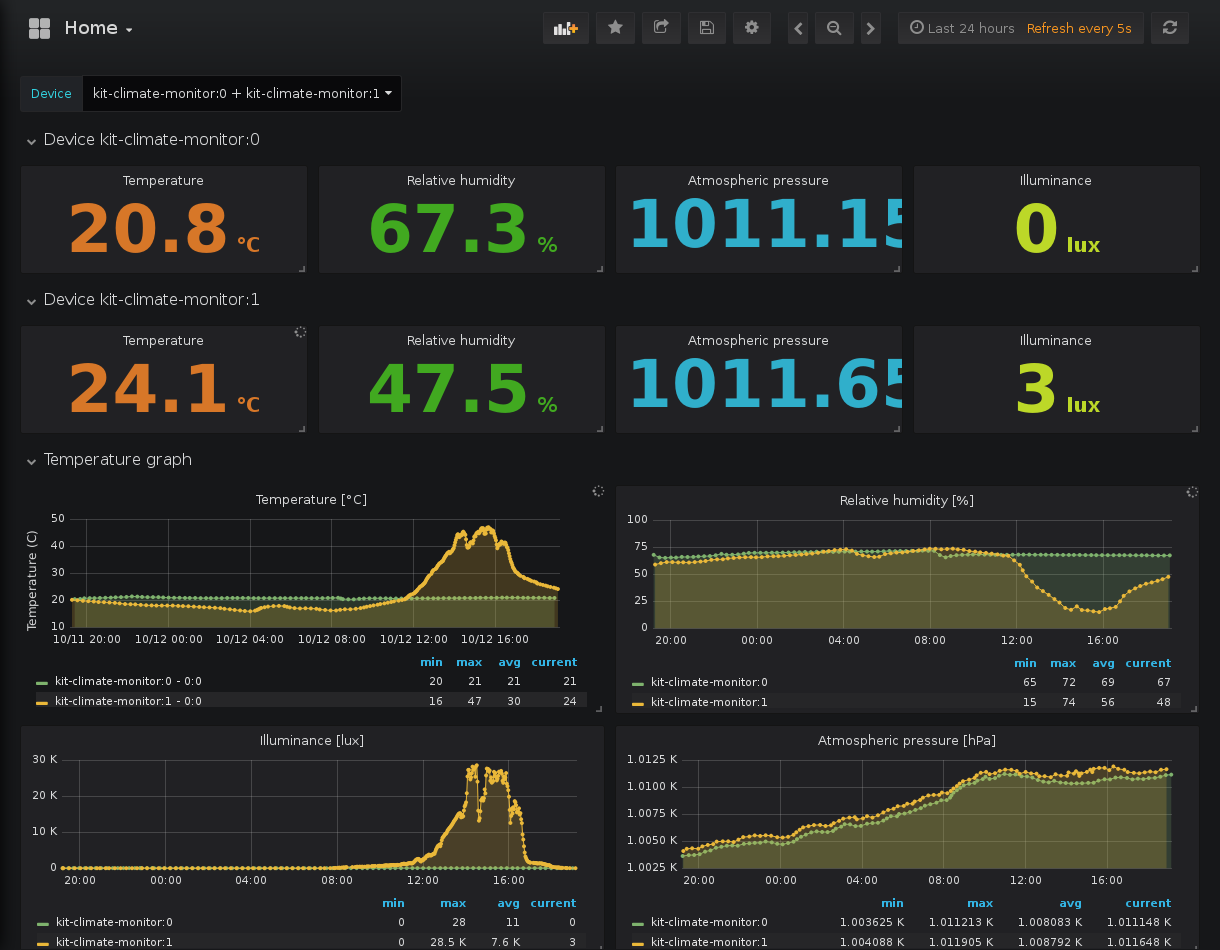 Home
Last 24 hours Refresh every 5s
Device kit-climate-monitor:0 + kit-climate-monitor:1
Device kit-climate-monitor:0
Temperature Relative humidity Atmospheric pressure Illuminance
20.8 °C 67.3 % 1011.15 0 lux
Device kit-climate-monitor:1
Temperature Relative humidity Atmospheric pressure Illuminance
24.1 °C 47.5 % 1011.65 3 lux
Temperature graph
Temperature [°C]
Temperature (C)
50
40
30
20
10
10/11 20:00 10/12 00:00 10/12 04:00 10/12 08:00 10/12 12:00 10/12 16:00
min max avg current
kit-climate-monitor:0 - 0:0 20 21 21 21
kit-climate-monitor:1 - 0:0 16 47 30 24
Relative humidity [%]
100
75
50
25
0
20:00 00:00 04:00 08:00 12:00 16:00
min max avg current
kit-climate-monitor:0 65 72 69 67
kit-climate-monitor:1 15 74 56 48
Illuminance [lux]
30 K
20 K
10 K
0
20:00 00:00 04:00 08:00 12:00 16:00
min max avg current
kit-climate-monitor:0 0 28 11 0
kit-climate-monitor:1 0 28.5 K 7.6 K 3
Atmospheric pressure [hPa]
1.0125 K
1.0100 K
1.0075 K
1.0050 K
1.0025 K
20:00 00:00 04:00 08:00 12:00 16:00
min max avg current
kit-climate-monitor:0 1.003625 K 1.011213 K 1.008083 K 1.011148 K
kit-climate-monitor:1 1.004088 K 1.011905 K 1.008792 K 1.011648 K